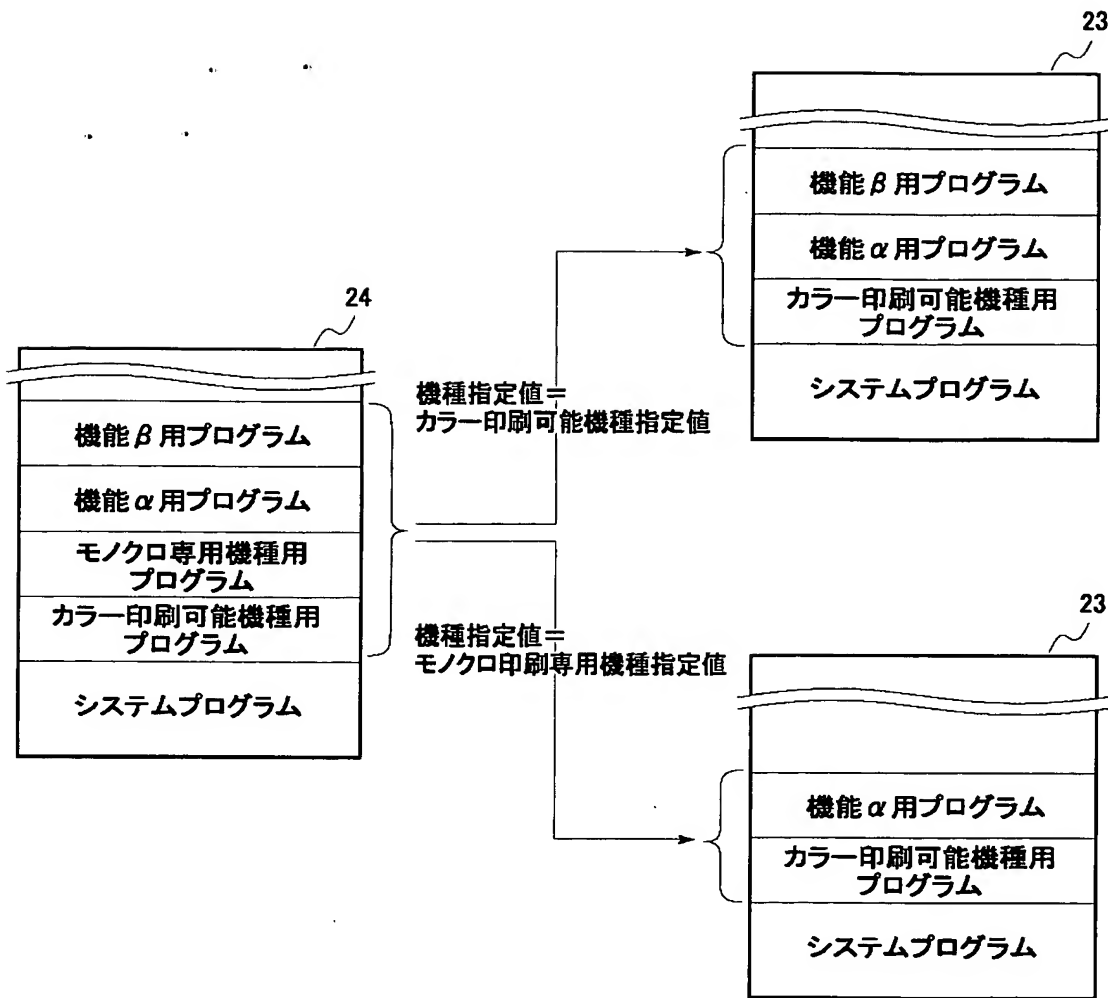 23
機能β用プログラム
機能α用プログラム
カラー印刷可能機種用
プログラム
システムプログラム
24
機能β用プログラム
機能α用プログラム
モノクロ専用機種用
プログラム
カラー印刷可能機種用
プログラム
システムプログラム
機種指定値=
カラー印刷可能機種指定値
機種指定値=
モノクロ印刷専用機種指定値
23
機能α用プログラム
カラー印刷可能機種用
プログラム
システムプログラム